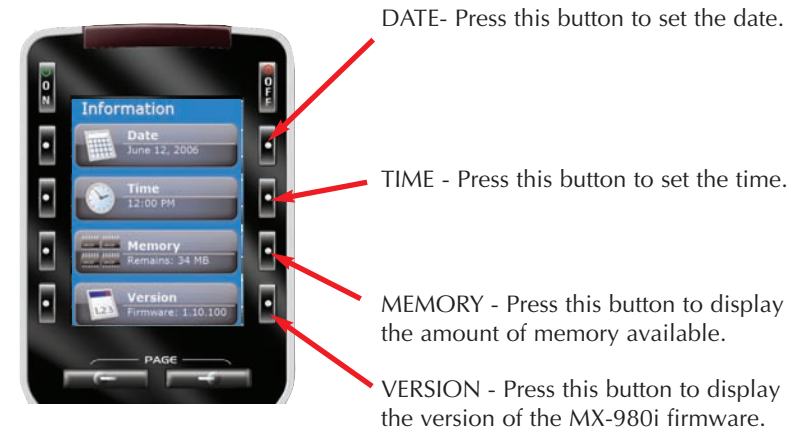 DATE- Press this button to set the date.
ON
OFF
Information
Date
June 12, 2006
TIME - Press this button to set the time.
Time
12:00 PM
Memory
Remains: 34 MB
MEMORY - Press this button to display
the amount of memory available.
Version
Firmware: 1.10.100
1.2.3
PAGE
VERSION - Press this button to display
the version of the MX-980i firmware.